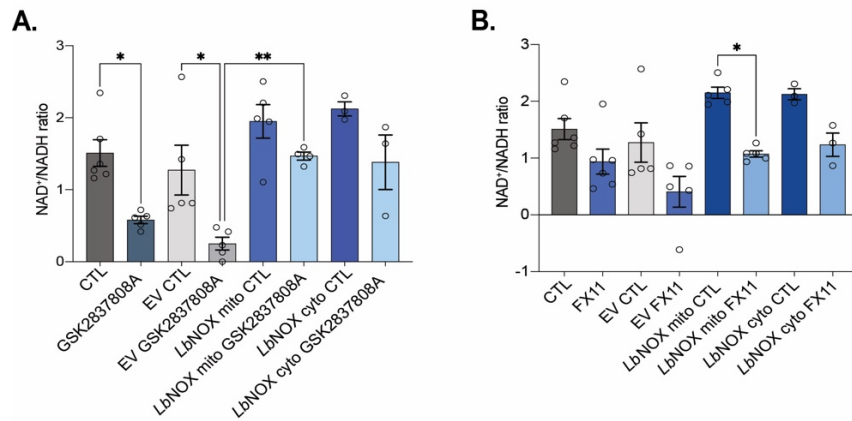 A.
NAD⁺/NADH ratio
3
2
1
0
*
*
**
CTL
GSK2837808A
EV CTL
EV GSK2837808A
LbNOX mito CTL
LbNOX mito GSK2837808A
LbNOX cyto CTL
LbNOX cyto GSK2837808A
B.
NAD⁺/NADH ratio
3
2
1
0
-1
*
CTL
FX11
EV CTL
EV FX11
LbNOX mito CTL
LbNOX mito FX11
LbNOX cyto CTL
LbNOX cyto FX11